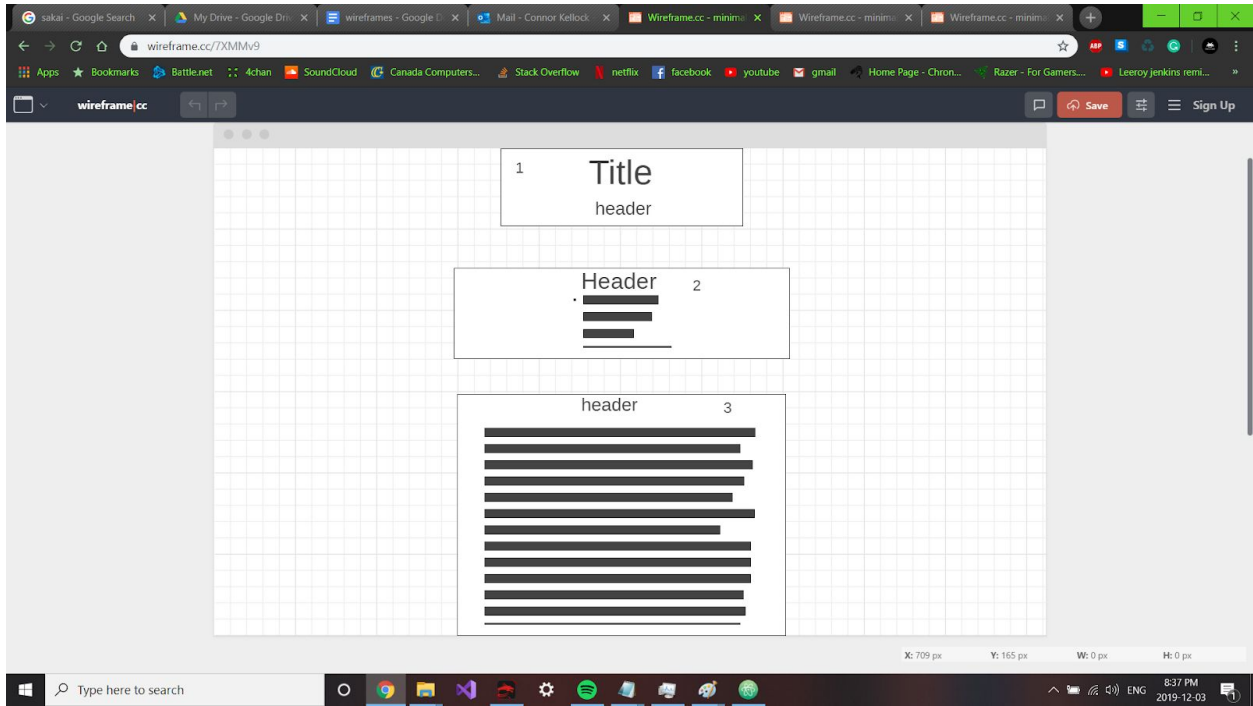 sakai - Google Search
My Drive - Google Driv
wireframes - Google D
Mail - Connor Kellock
Wireframe.cc - minimal
Wireframe.cc - minimal
Wireframe.cc - minimal
wireframe.cc/7XMMv9
ABP
S
Apps
Bookmarks
Battle.net
4chan
SoundCloud
Canada Computers...
Stack Overflow
netflix
facebook
youtube
gmail
Home Page - Chron...
Razer - For Gamers....
Leeroy jenkins remi...
»
wireframe|cc
Save
Sign Up
1
Title
header
Header
2
header
3
X: 709 px
Y: 165 px
W: 0 px
H: 0 px
Type here to search
ENG
8:37 PM
2019-12-03
1